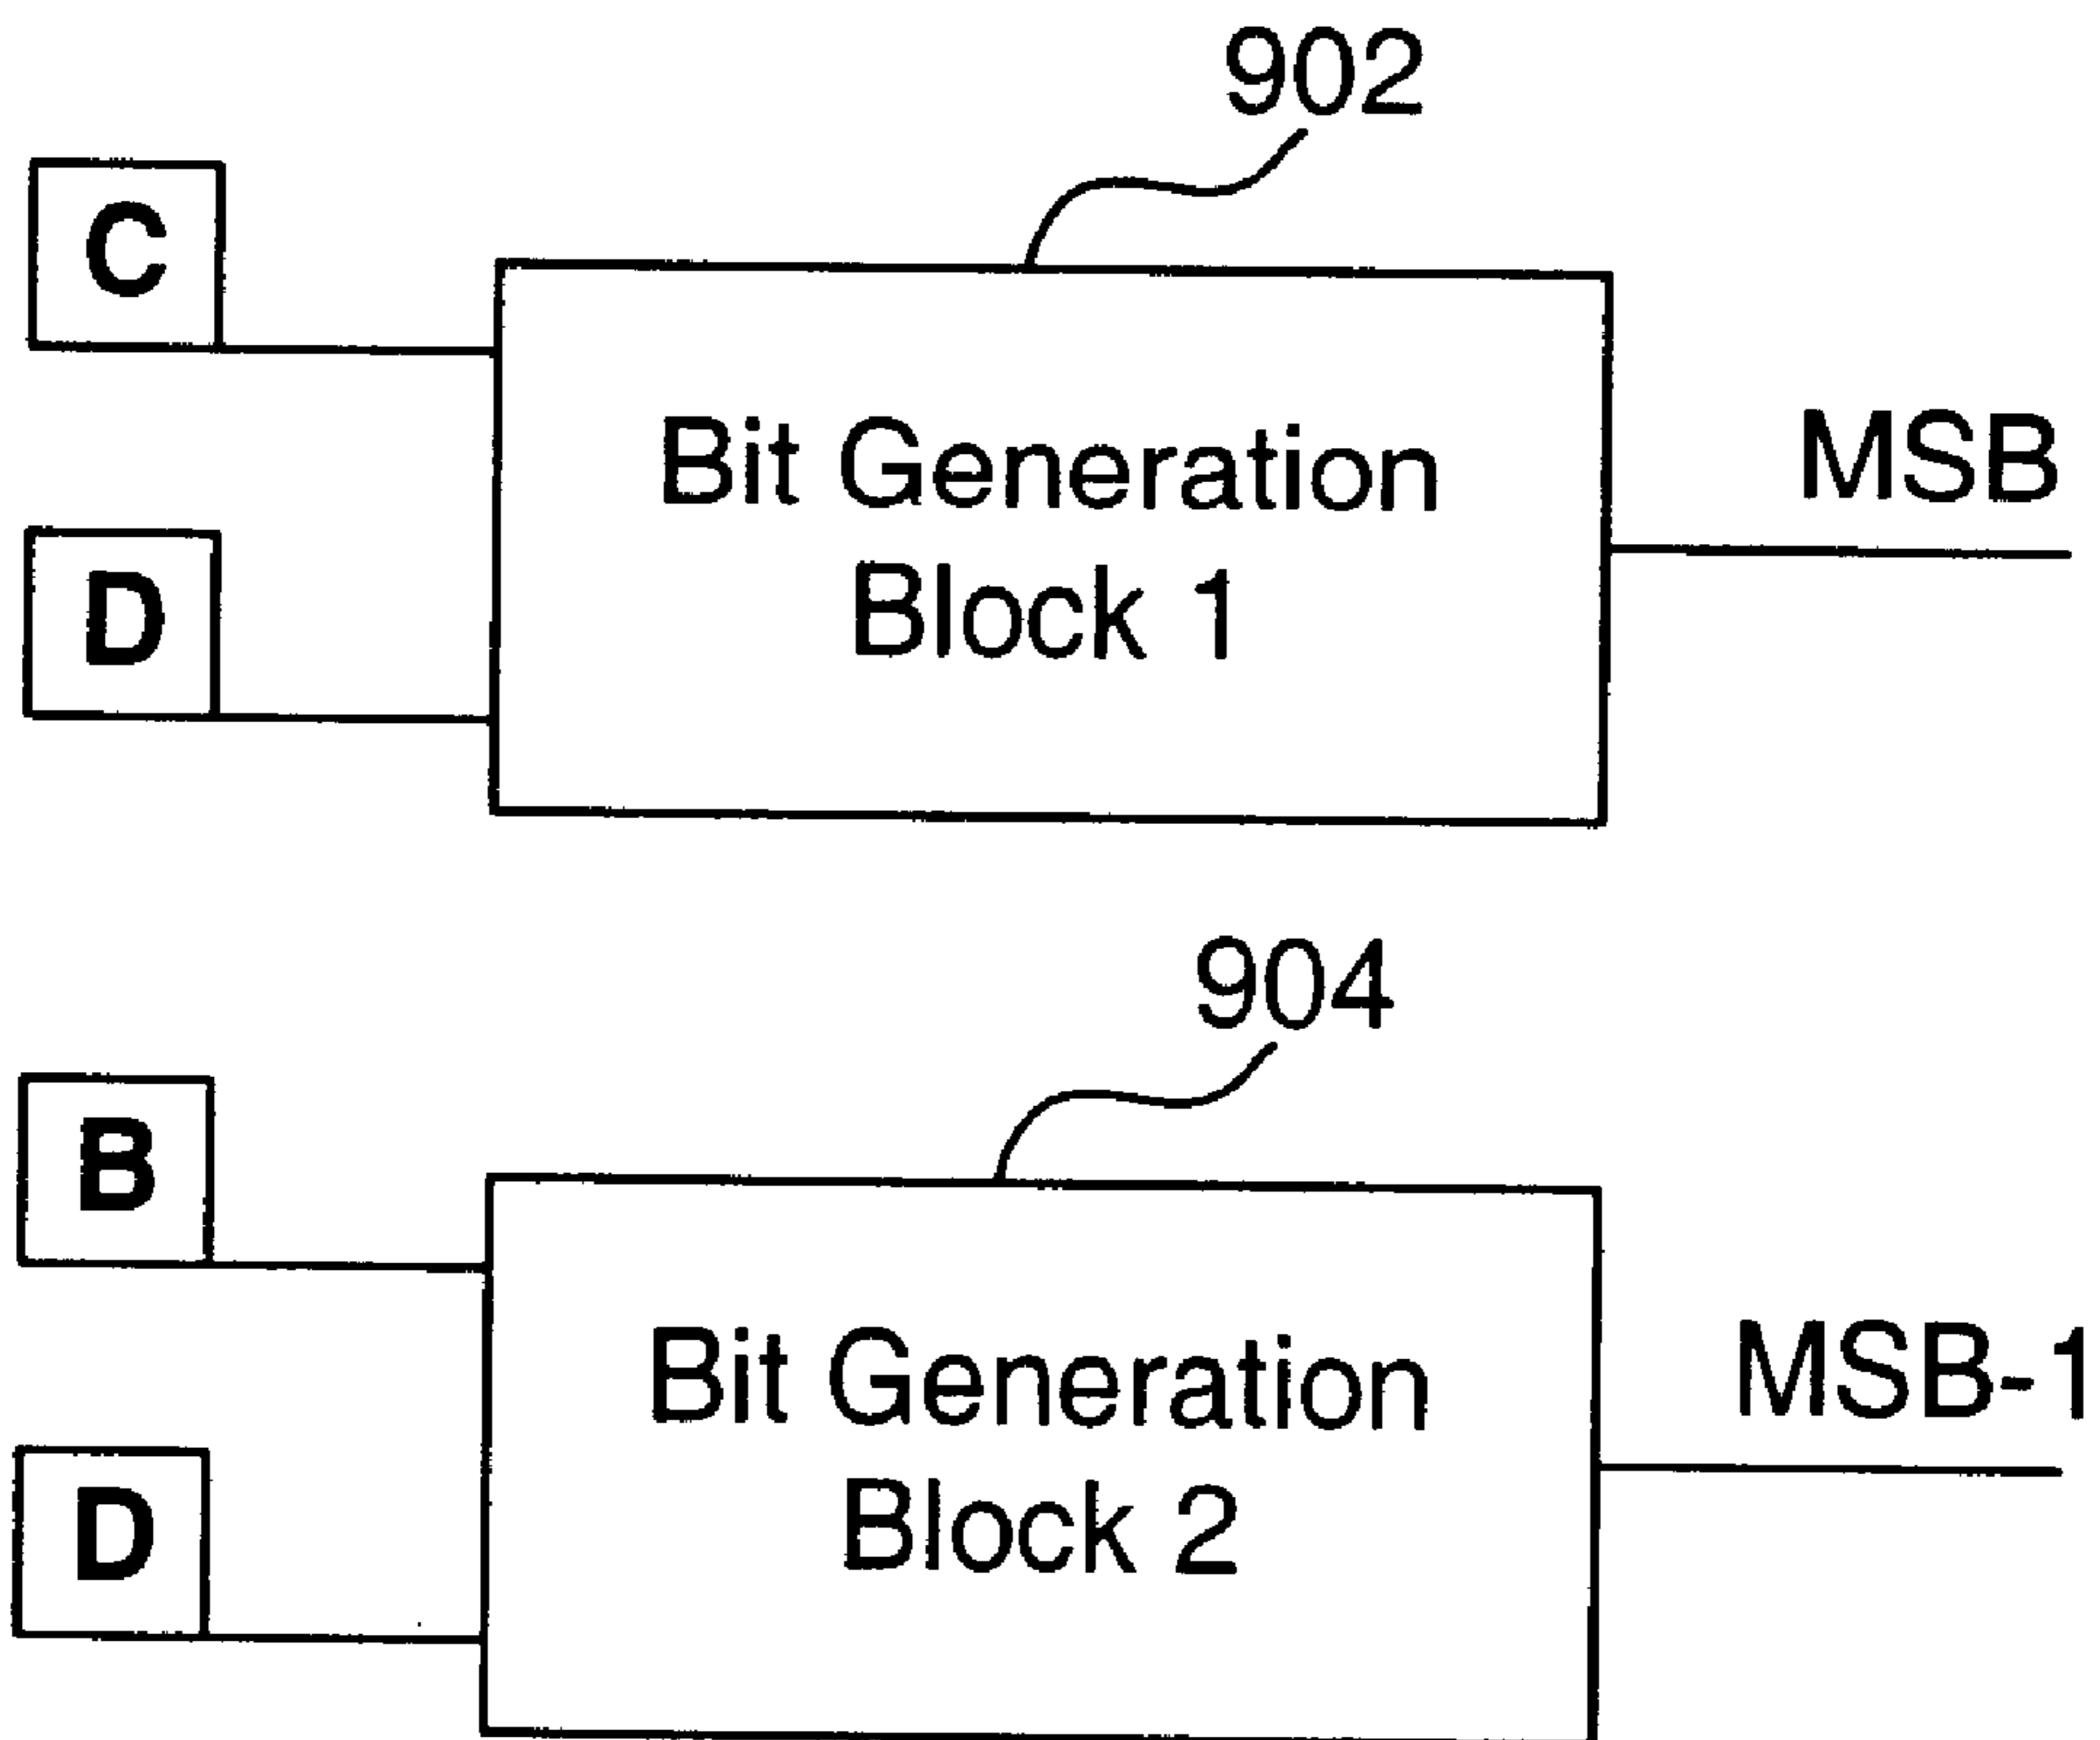 902
C
Bit Generation
Block 1
MSB
D
904
B
Bit Generation
Block 2
MSB-1
D